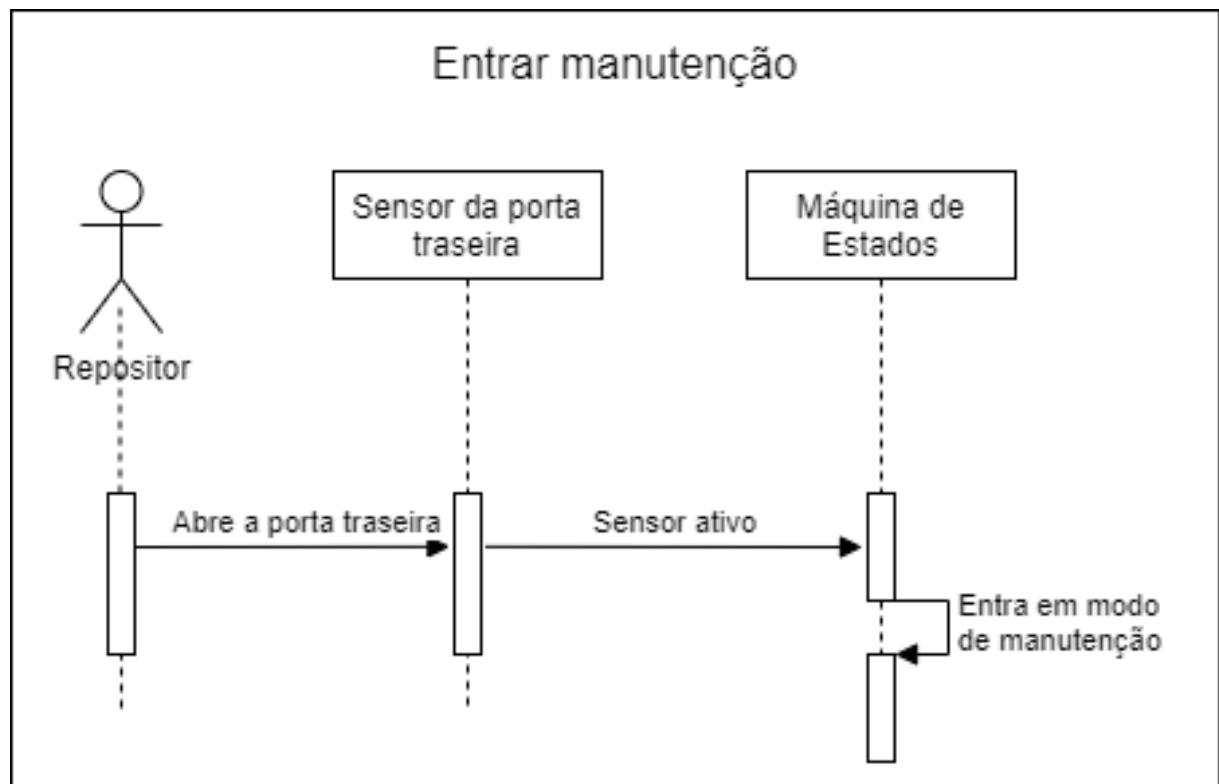 Entrar manutenção
Sensor da porta
traseira
Máquina de
Estados
Repositor
Abre a porta traseira
Sensor ativo
Entra em modo
de manutenção